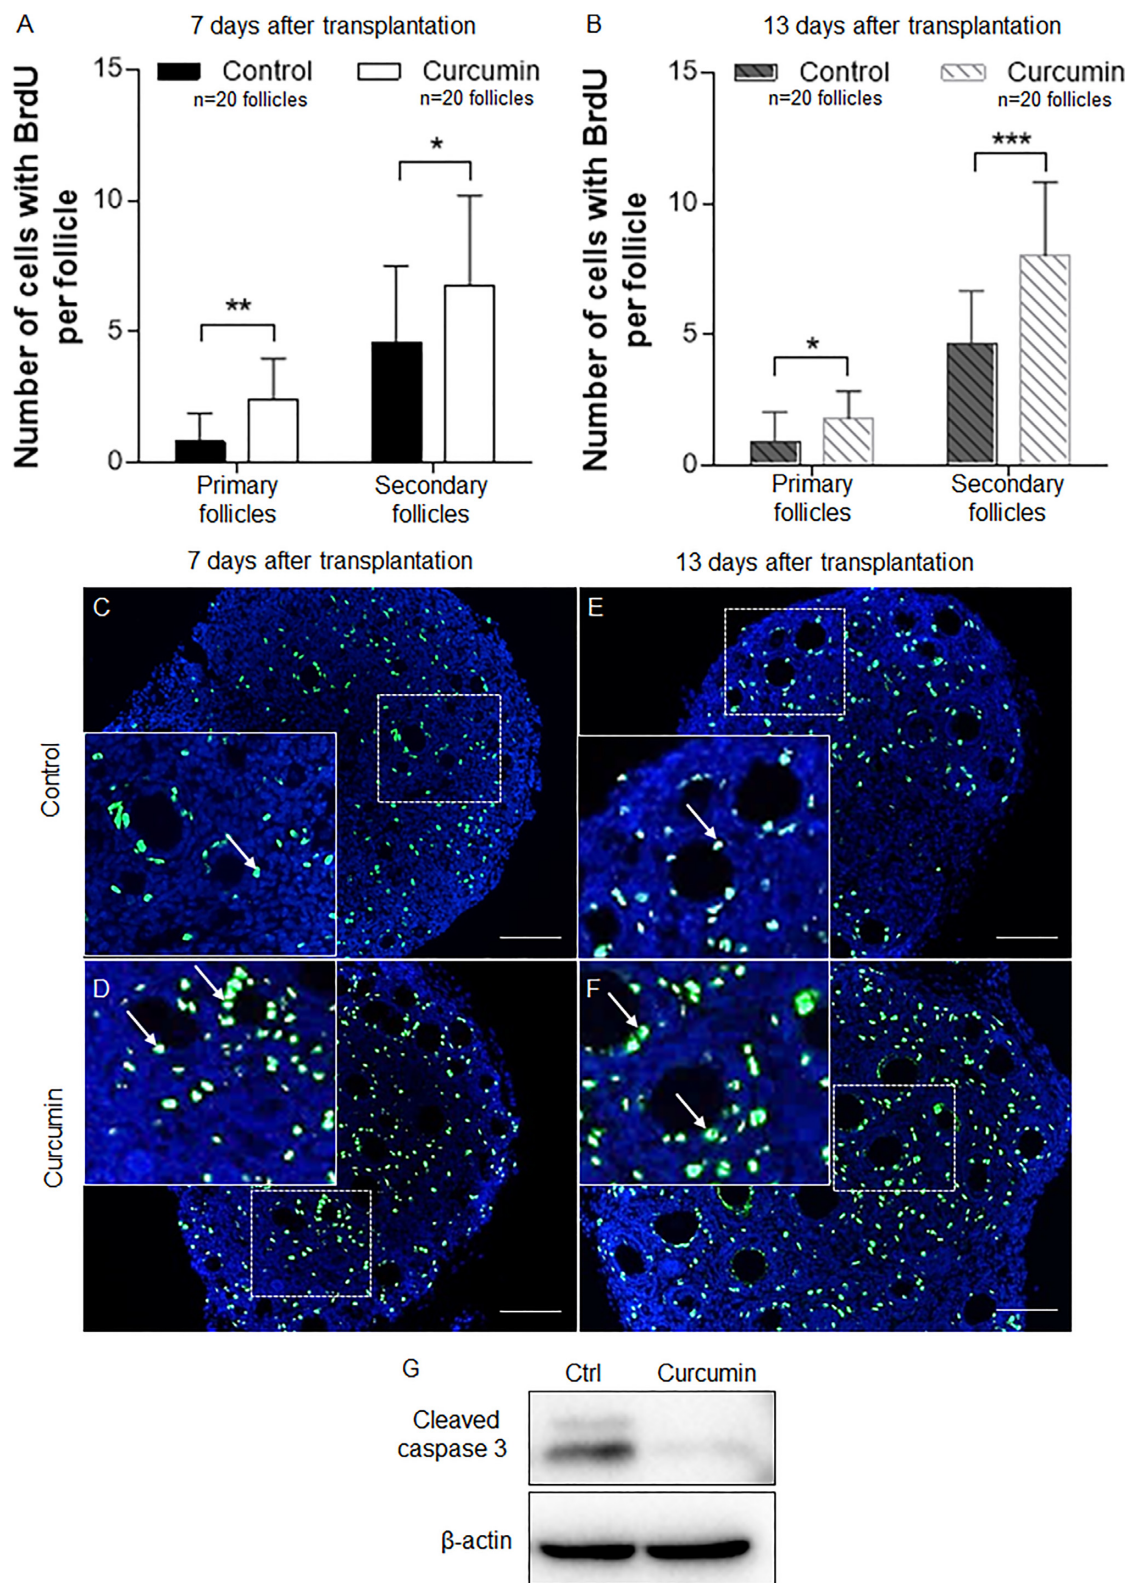 A
7 days after transplantation
Number of cells with BrdU
per follicle
15
10
5
0
Control
n=20 follicles
Curcumin
n=20 follicles
**
*
Primary
follicles
Secondary
follicles
B
13 days after transplantation
Number of cells with BrdU
per follicle
15
10
5
0
Control
n=20 follicles
Curcumin
n=20 follicles
*
***
Primary
follicles
Secondary
follicles
7 days after transplantation
13 days after transplantation
Control
C
E
Curcumin
D
F
G
Ctrl
Curcumin
Cleaved
caspase 3
β-actin